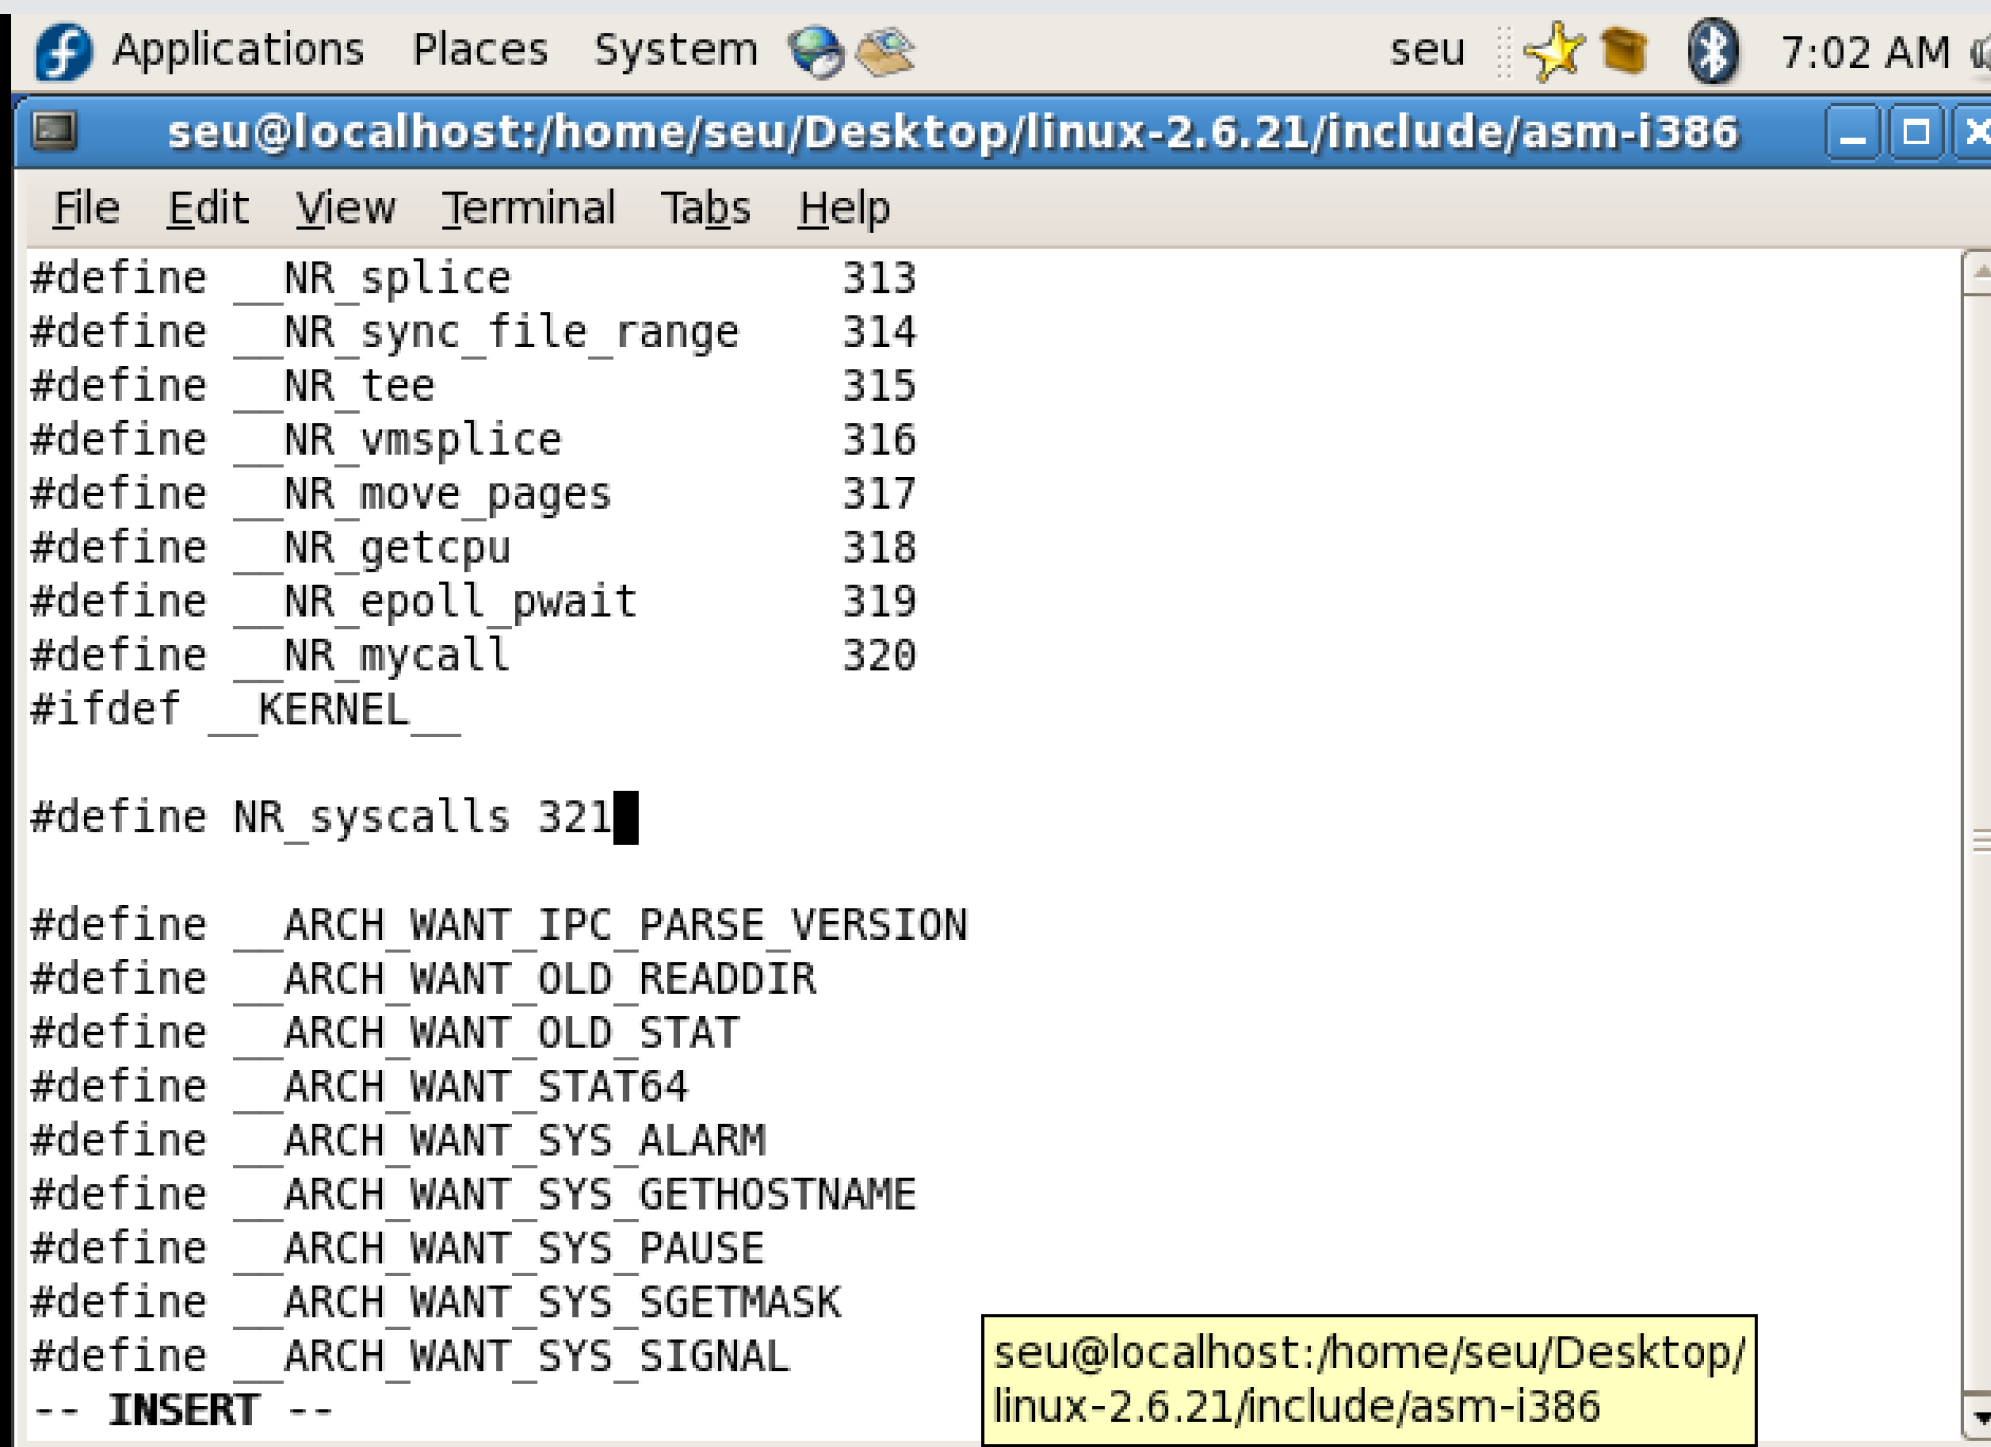 Applications Places System seu 7:02 AM
seu@localhost:/home/seu/Desktop/linux-2.6.21/include/asm-i386
File Edit View Terminal Tabs Help
#define __NR_splice 313
#define __NR_sync_file_range 314
#define __NR_tee 315
#define __NR_vmsplice 316
#define __NR_move_pages 317
#define __NR_getcpu 318
#define __NR_epoll_pwait 319
#define __NR_mycall 320
#ifdef __KERNEL__
#define NR_syscalls 321
#define __ARCH_WANT_IPC_PARSE_VERSION
#define __ARCH_WANT_OLD_READDIR
#define __ARCH_WANT_OLD_STAT
#define __ARCH_WANT_STAT64
#define __ARCH_WANT_SYS_ALARM
#define __ARCH_WANT_SYS_GETHOSTNAME
#define __ARCH_WANT_SYS_PAUSE
#define __ARCH_WANT_SYS_SGETMASK
#define __ARCH_WANT_SYS_SIGNAL
-- INSERT --
seu@localhost:/home/seu/Desktop/
linux-2.6.21/include/asm-i386